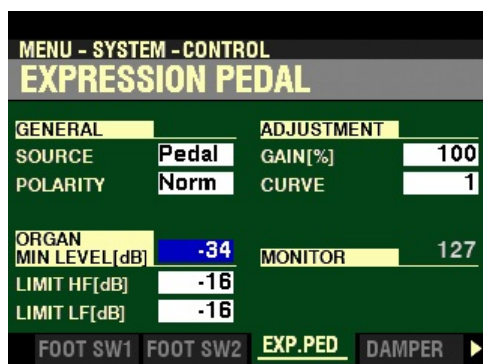 MENU - SYSTEM - CONTROL
EXPRESSION PEDAL
GENERAL
SOURCE Pedal
POLARITY Norm
ADJUSTMENT
GAIN[%] 100
CURVE 1
ORGAN
MIN LEVEL[dB] -34
LIMIT HF[dB] -16
LIMIT LF[dB] -16
MONITOR 127
FOOT SW1 FOOT SW2 EXP.PED DAMPER